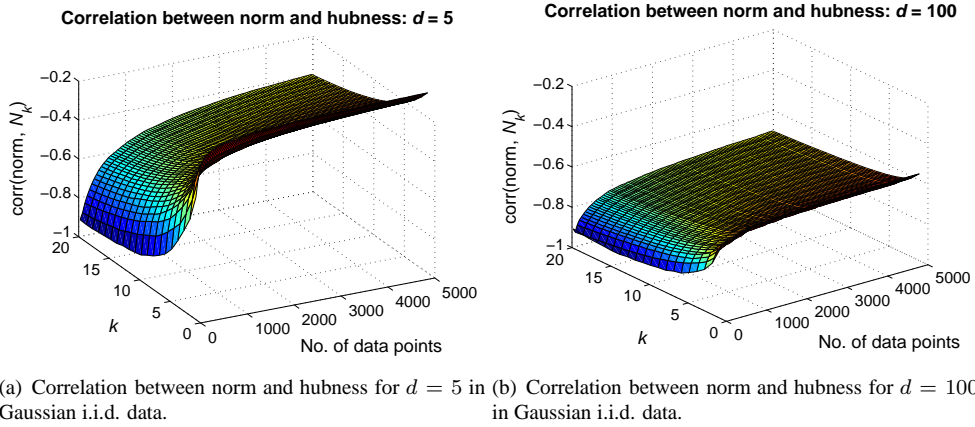 Correlation between norm and hubness: d = 5
−0.2
−0.4
−0.6
−0.8
−1
corr(norm, N_k)
20
15
10
5
0
k
0
1000
2000
3000
4000
5000
No. of data points
Correlation between norm and hubness: d = 100
−0.2
−0.4
−0.6
−0.8
−1
corr(norm, N_k)
20
15
10
5
0
k
0
1000
2000
3000
4000
5000
No. of data points
(a) Correlation between norm and hubness for d = 5 in
Gaussian i.i.d. data.
(b) Correlation between norm and hubness for d = 100
in Gaussian i.i.d. data.